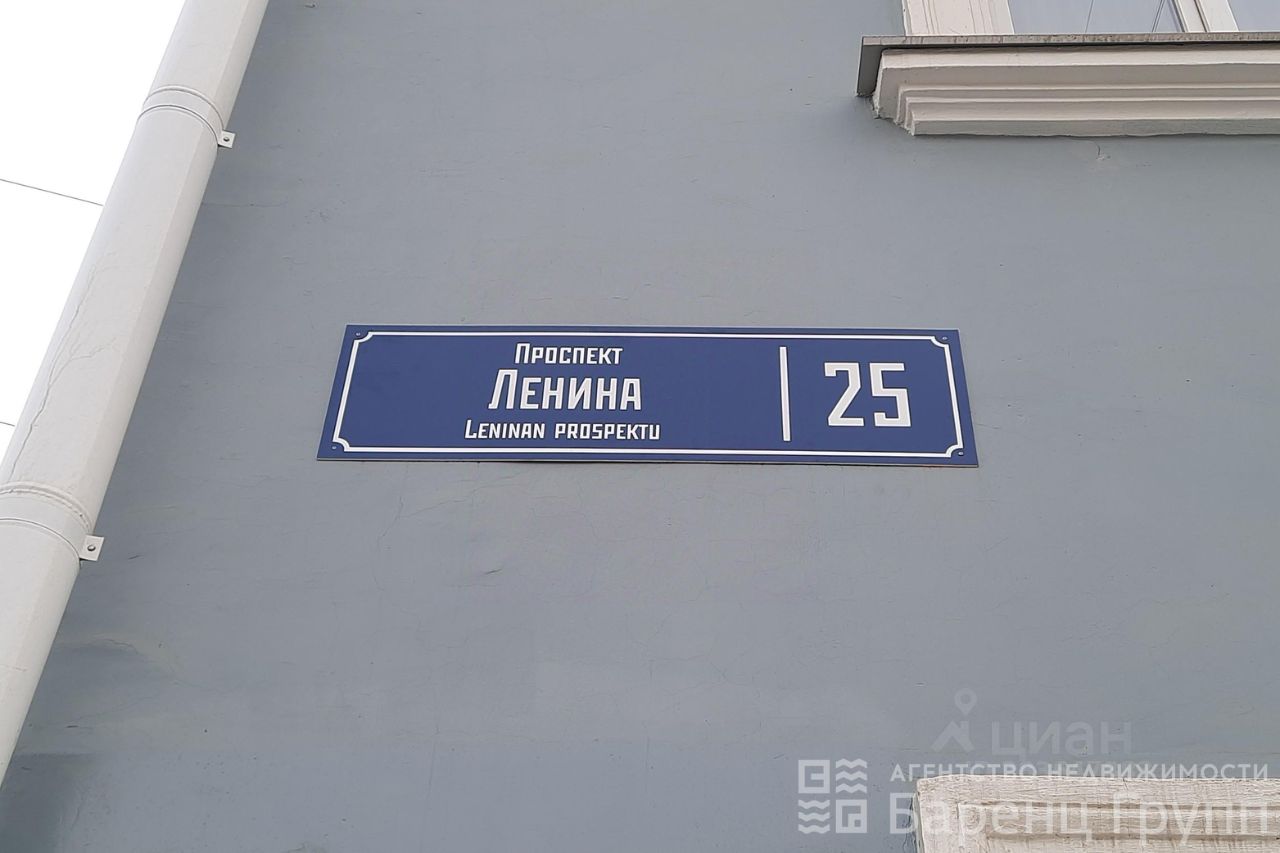 Проспект
Ленина
Leninan prospektu
25
циан
АГЕНТСТВО НЕДВИЖИМОСТИ
Баренц Групп